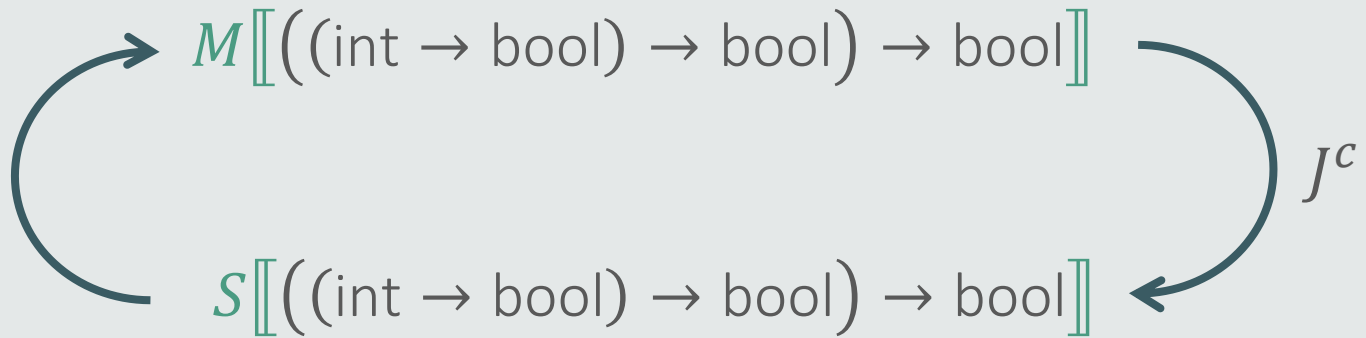 M⟦((int → bool) → bool) → bool⟧
J^c
S⟦((int → bool) → bool) → bool⟧